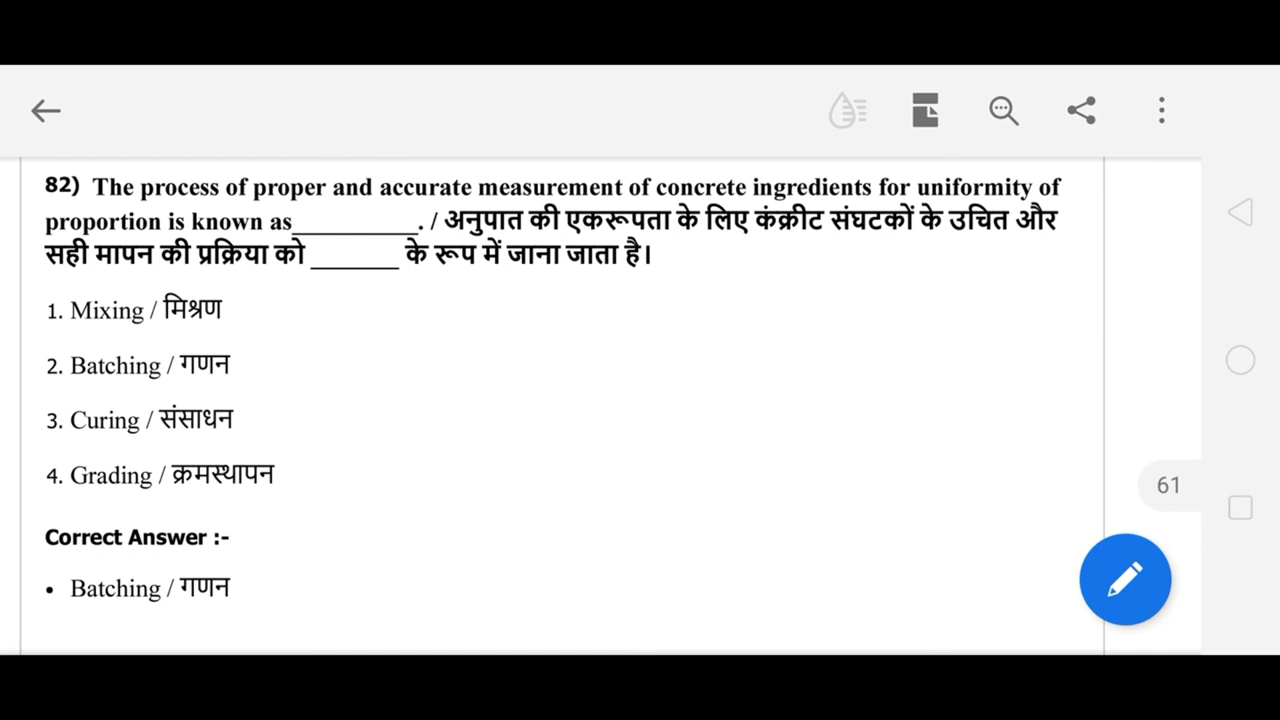 82) The process of proper and accurate measurement of concrete ingredients for uniformity of
proportion is known as__________. / अनुपात की एकरूपता के लिए कंक्रीट संघटकों के उचित और
सही मापन की प्रक्रिया को _______ के रूप में जाना जाता है।
1. Mixing / मिश्रण
2. Batching / गणन
3. Curing / संसाधन
4. Grading / क्रमस्थापन
61
Correct Answer :-
• Batching / गणन